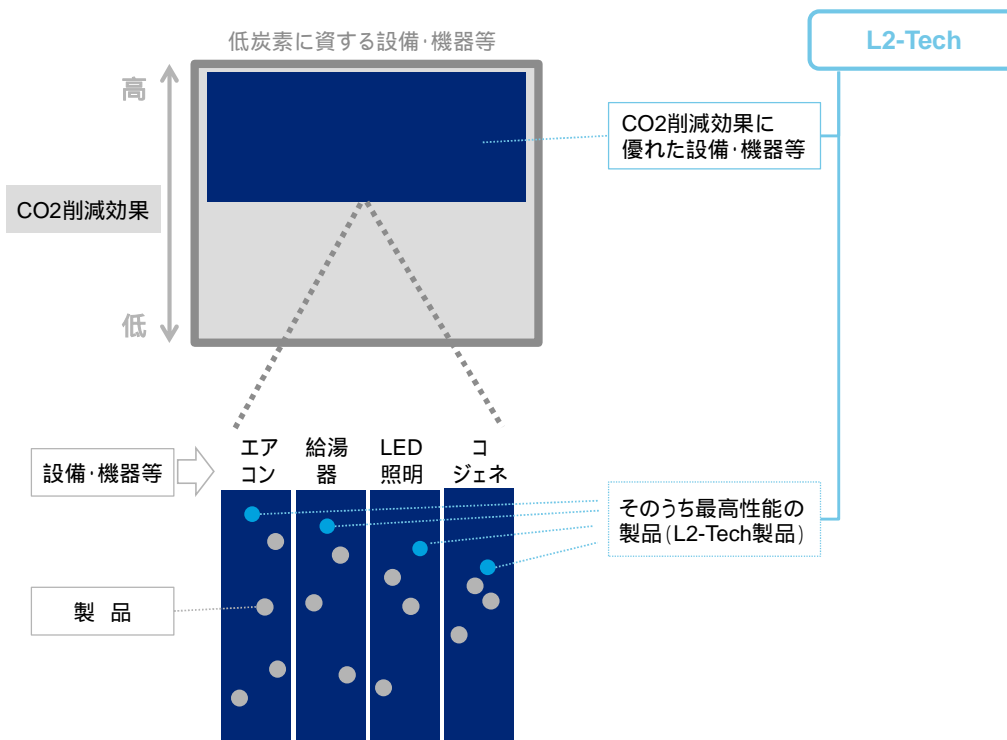 低炭素に資する設備･機器等
L2-Tech
高
CO2削減効果に
優れた設備･機器等
CO2削減効果
低
設備･機器等
エア
コン
給湯
器
LED
照明
コ
ジェネ
そのうち最高性能の
製品(L2-Tech製品)
製 品